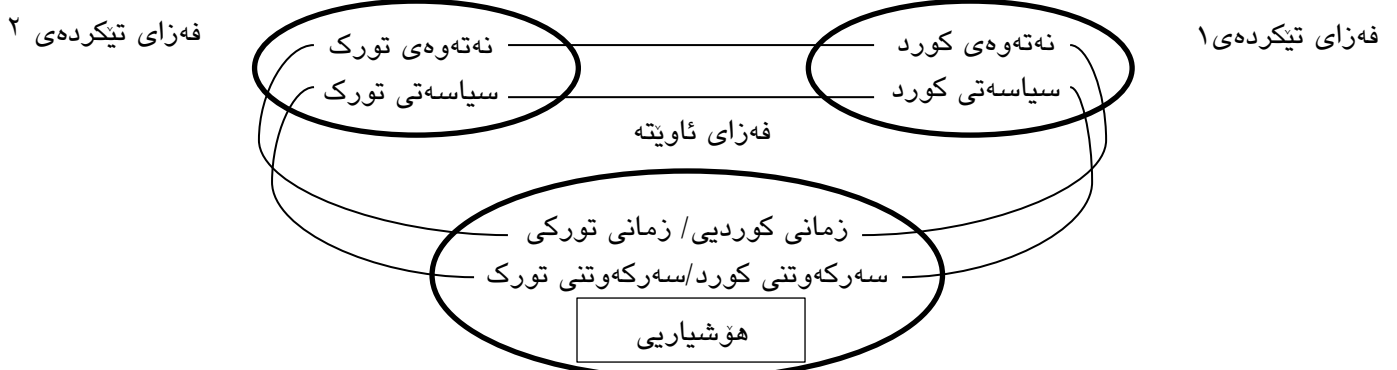 فەزای تێکردەی١
نەتەوەی کورد
سیاسەتی کورد
فەزای تێکردەی ٢
نەتەوەی تورک
سیاسەتی تورک
فەزای ئاوێتە
زمانی کوردیی/ زمانی تورکی
سەرکەوتنی کورد/سەرکەوتنی تورک
هۆشیاریی